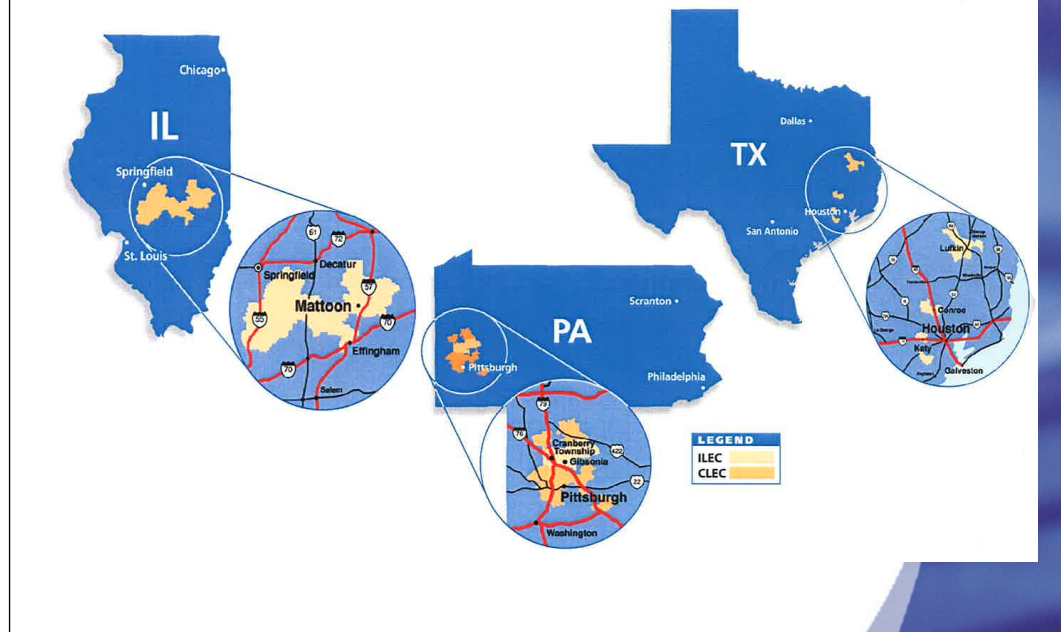 Chicago
IL
Springfield
St. Louis
51
72
Springfield
Decatur
57
Mattoon
55
70
Effingham
70
Salem
Dallas
TX
Houston
San Antonio
Lufkin
Conroe
Houston
Katy
Galveston
Scranton
PA
Pittsburgh
Philadelphia
79
76
Cranberry
Township
422
Gibsonia
22
Pittsburgh
Washington
LEGEND
ILEC
CLEC